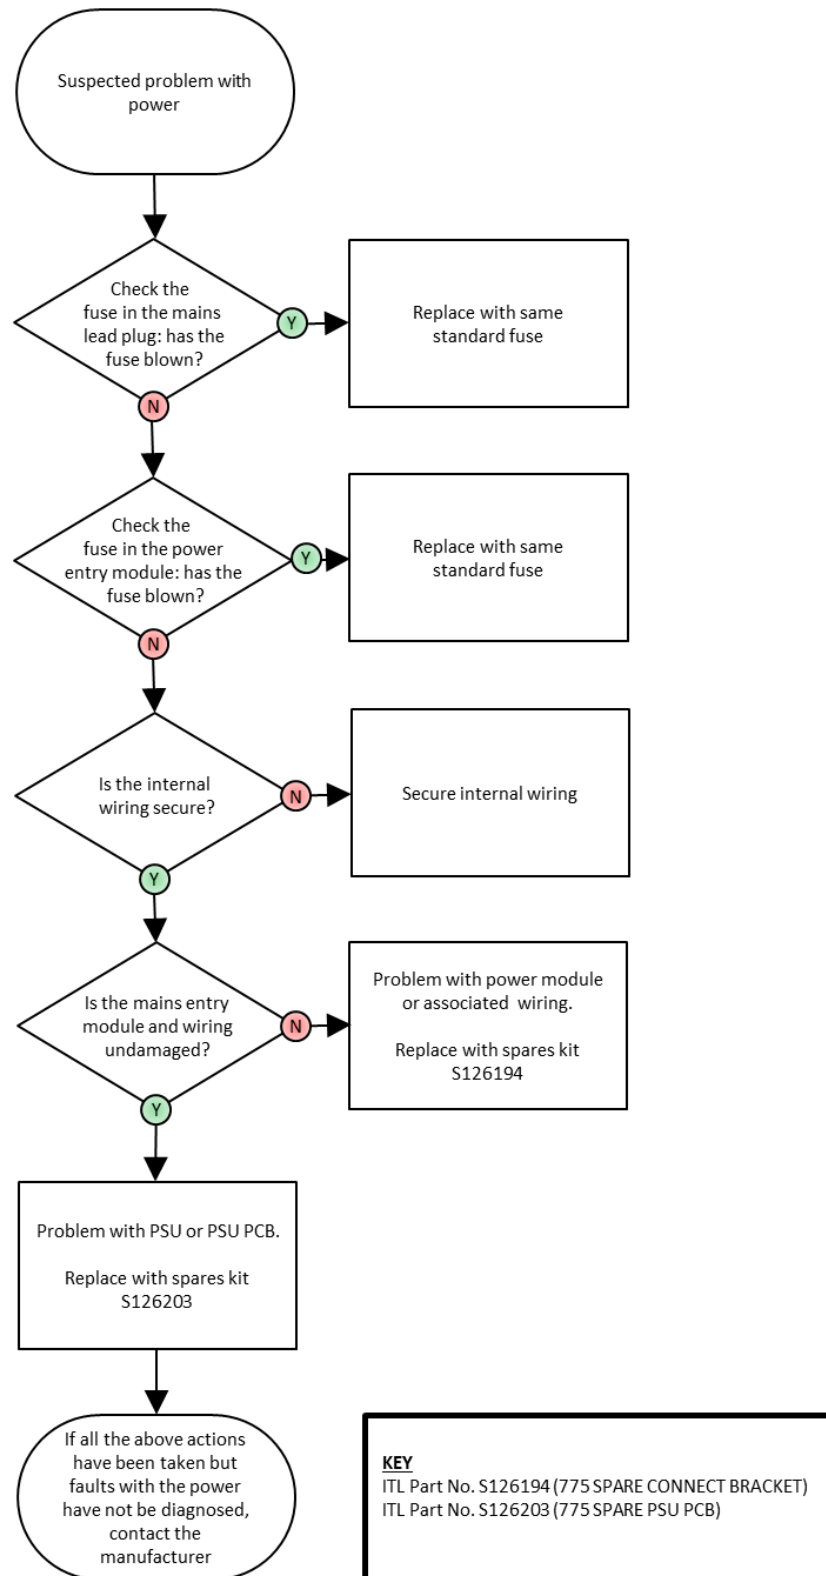 Suspected problem with
power
Check the
fuse in the mains
lead plug: has the
fuse blown?
Y
Replace with same
standard fuse
N
Check the
fuse in the power
entry module: has the
fuse blown?
Y
Replace with same
standard fuse
N
Is the internal
wiring secure?
N
Secure internal wiring
Y
Is the mains entry
module and wiring
undamaged?
N
Problem with power module
or associated wiring.
Replace with spares kit
S126194
Y
Problem with PSU or PSU PCB.
Replace with spares kit
S126203
If all the above actions
have been taken but
faults with the power
have not be diagnosed,
contact the
manufacturer
KEY
ITL Part No. S126194 (775 SPARE CONNECT BRACKET)
ITL Part No. S126203 (775 SPARE PSU PCB)